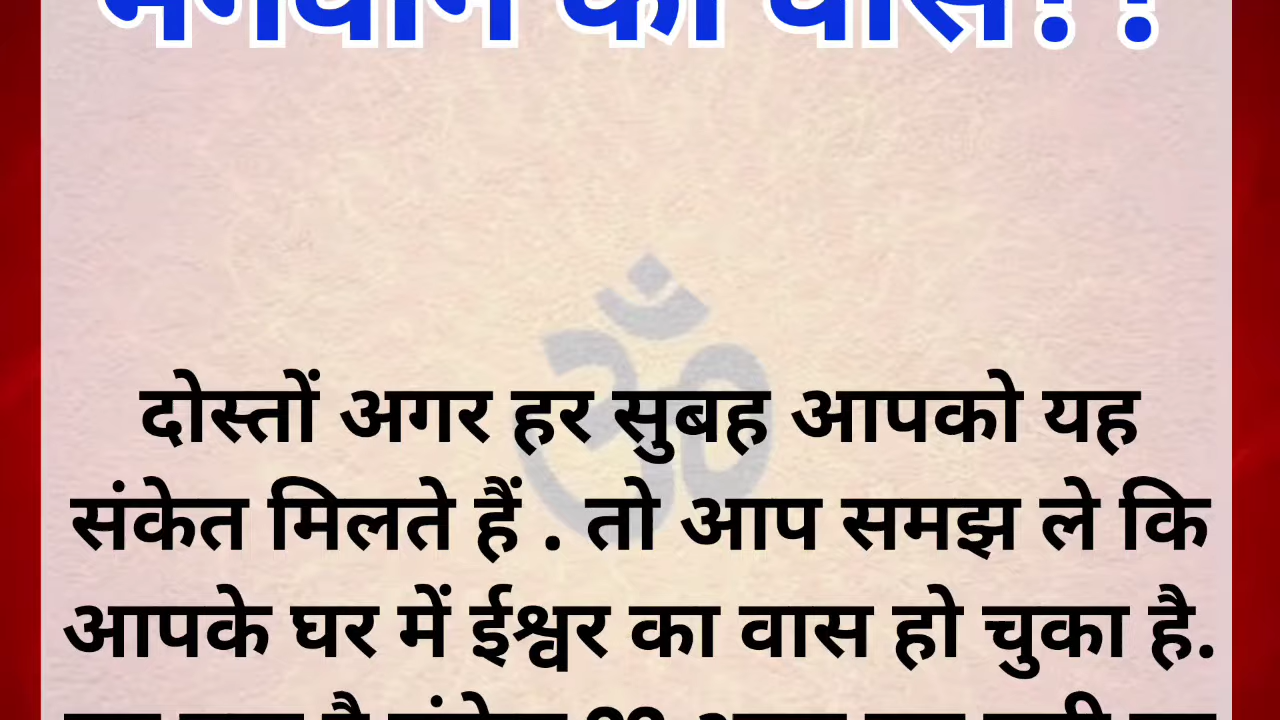 भगवान का वास??
दोस्तों अगर हर सुबह आपको यह
संकेत मिलते हैं . तो आप समझ ले कि
आपके घर में ईश्वर का वास हो चुका है.